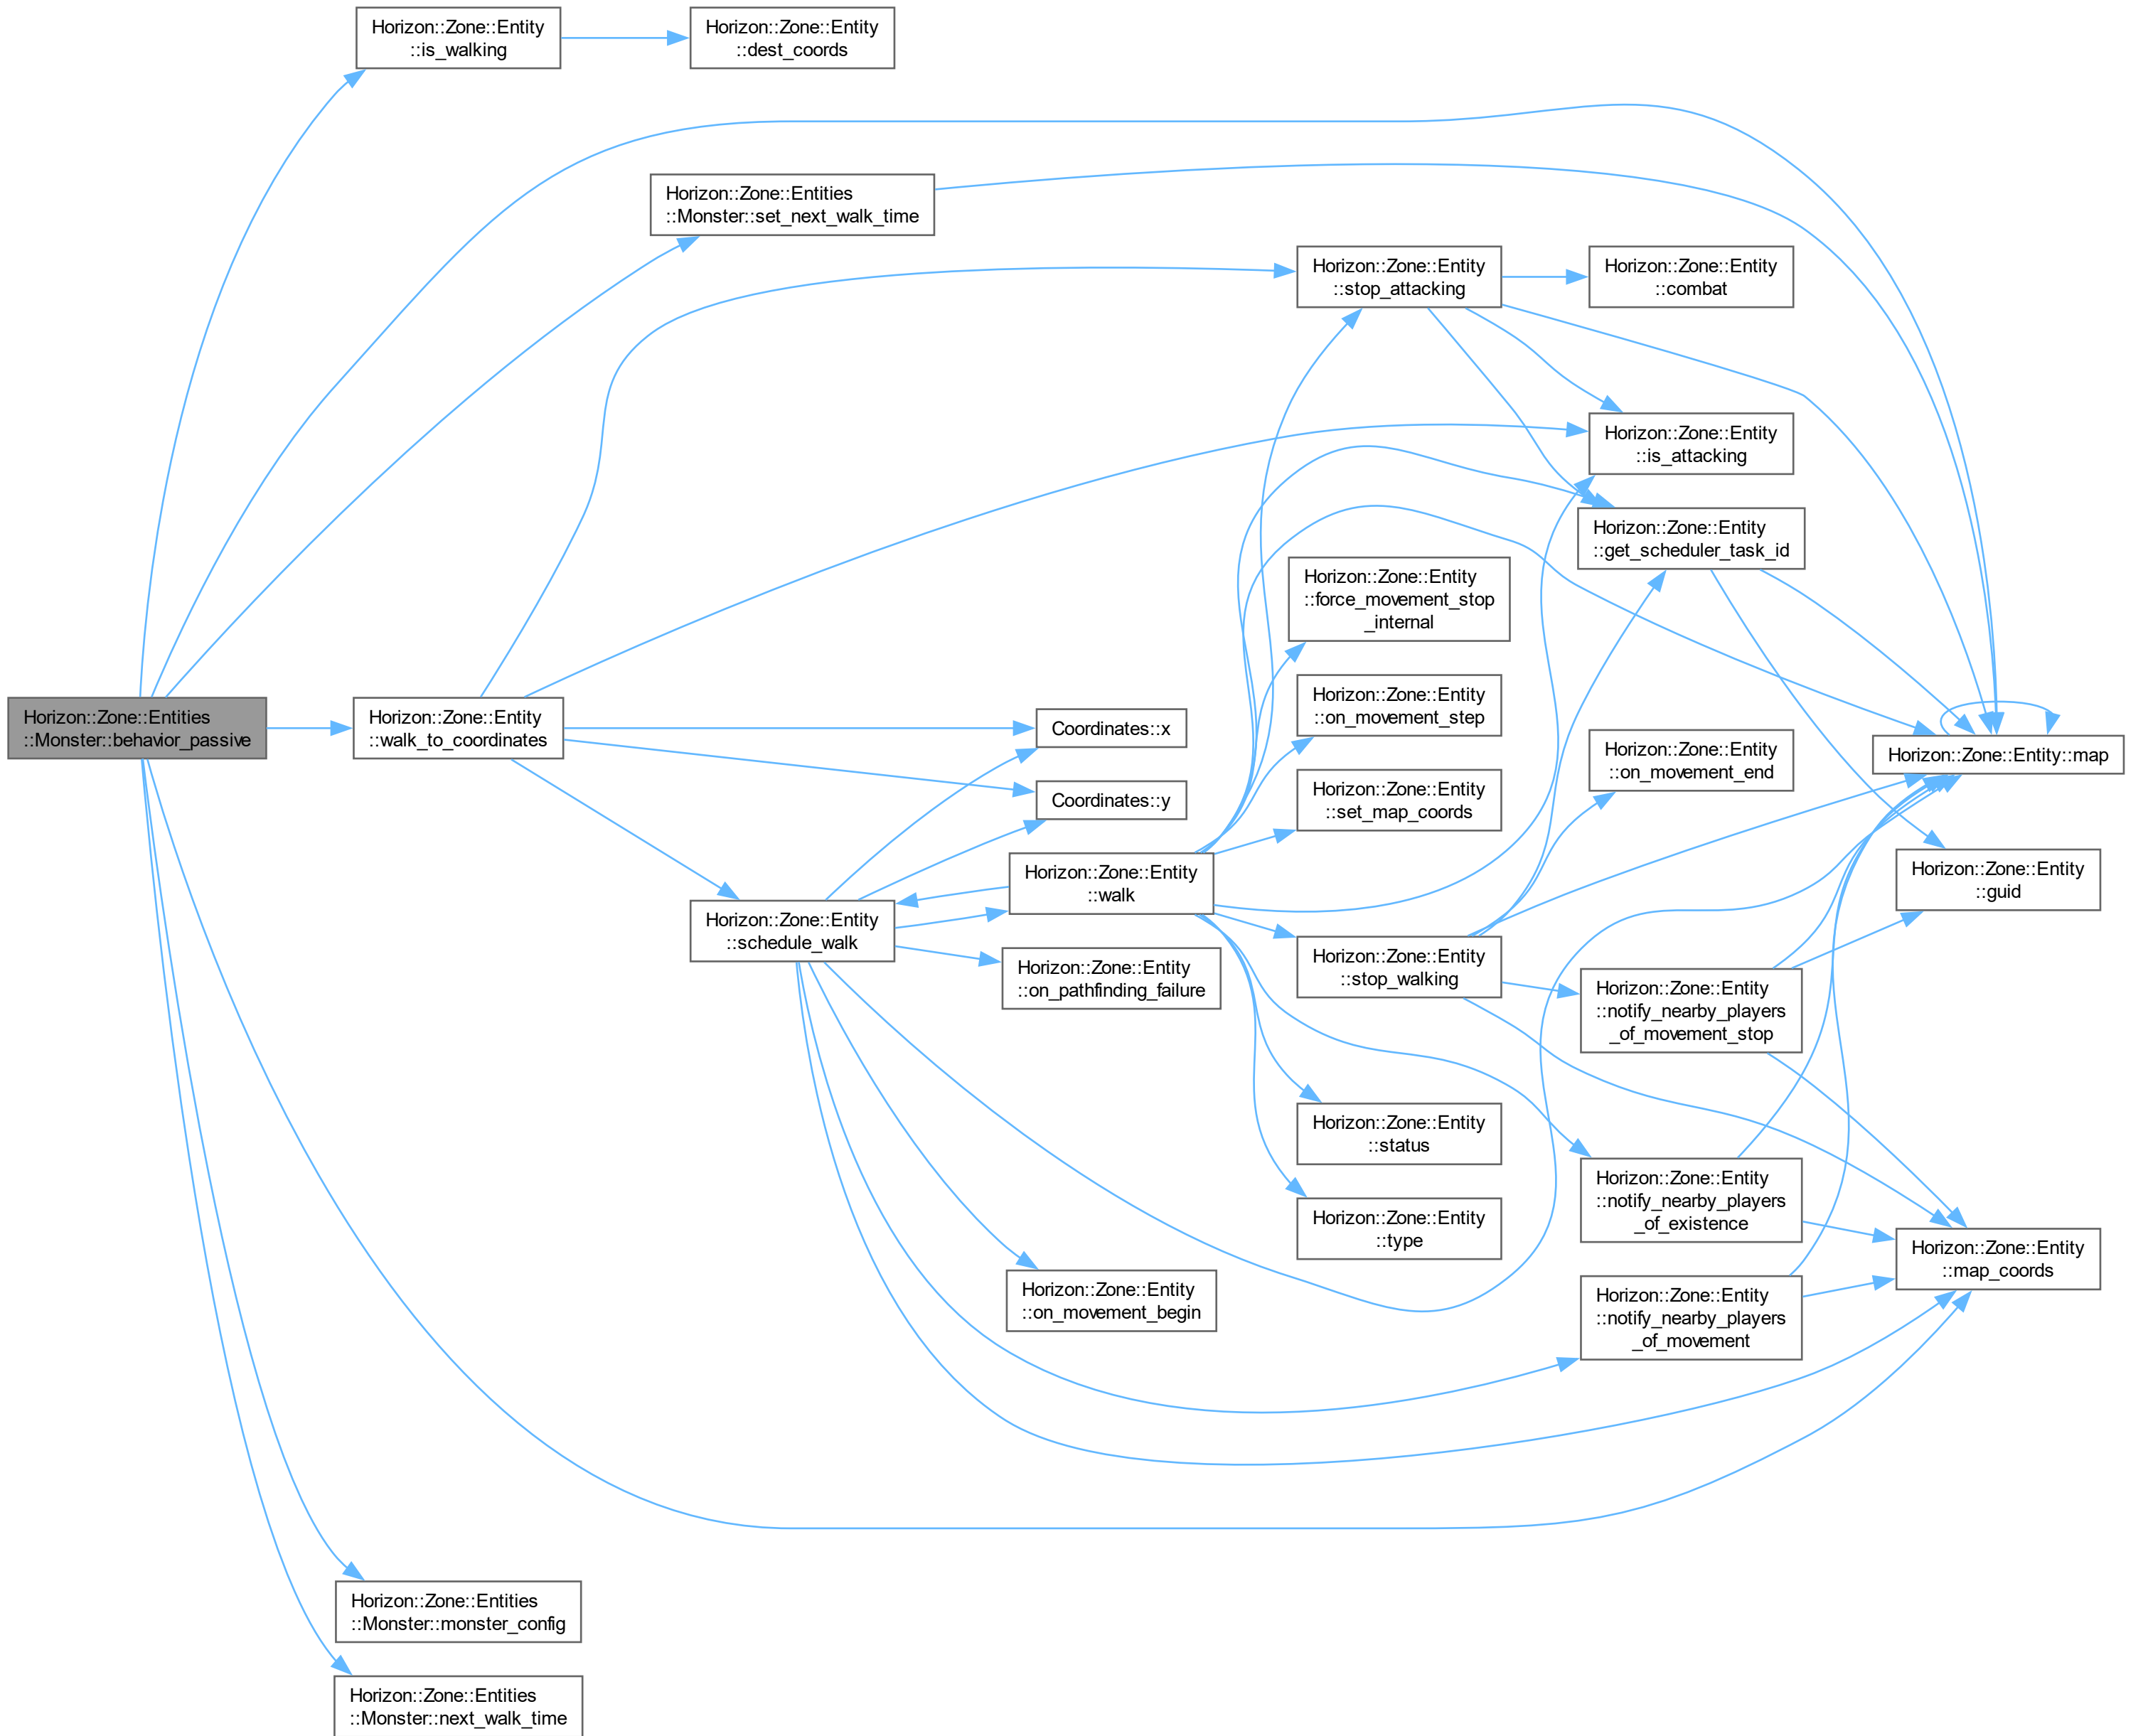 Horizon::Zone::Entity
::is_walking
Horizon::Zone::Entity
::dest_coords
Horizon::Zone::Entities
::Monster::set_next_walk_time
Horizon::Zone::Entity
::stop_attacking
Horizon::Zone::Entity
::combat
Horizon::Zone::Entity
::is_attacking
Horizon::Zone::Entity
::get_scheduler_task_id
Horizon::Zone::Entity
::force_movement_stop
_internal
Horizon::Zone::Entities
::Monster::behavior_passive
Horizon::Zone::Entity
::walk_to_coordinates
Coordinates::x
Horizon::Zone::Entity
::on_movement_step
Horizon::Zone::Entity
::on_movement_end
Horizon::Zone::Entity::map
Coordinates::y
Horizon::Zone::Entity
::set_map_coords
Horizon::Zone::Entity
::walk
Horizon::Zone::Entity
::guid
Horizon::Zone::Entity
::schedule_walk
Horizon::Zone::Entity
::on_pathfinding_failure
Horizon::Zone::Entity
::stop_walking
Horizon::Zone::Entity
::notify_nearby_players
_of_movement_stop
Horizon::Zone::Entity
::status
Horizon::Zone::Entity
::notify_nearby_players
_of_existence
Horizon::Zone::Entity
::type
Horizon::Zone::Entity
::map_coords
Horizon::Zone::Entity
::on_movement_begin
Horizon::Zone::Entity
::notify_nearby_players
_of_movement
Horizon::Zone::Entities
::Monster::monster_config
Horizon::Zone::Entities
::Monster::next_walk_time